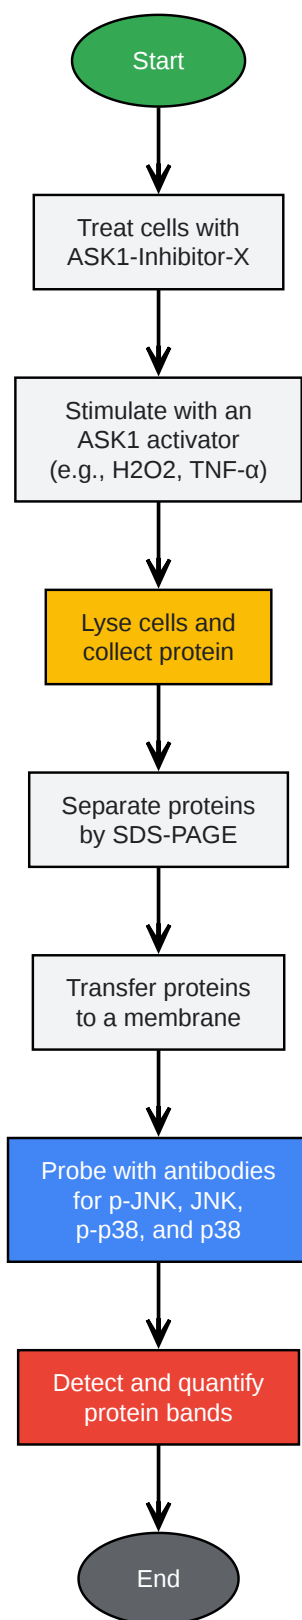 Start
Treat cells with
ASK1-Inhibitor-X
Stimulate with an
ASK1 activator
(e.g., H2O2, TNF-α)
Lyse cells and
collect protein
Separate proteins
by SDS-PAGE
Transfer proteins
to a membrane
Probe with antibodies
for p-JNK, JNK,
p-p38, and p38
Detect and quantify
protein bands
End